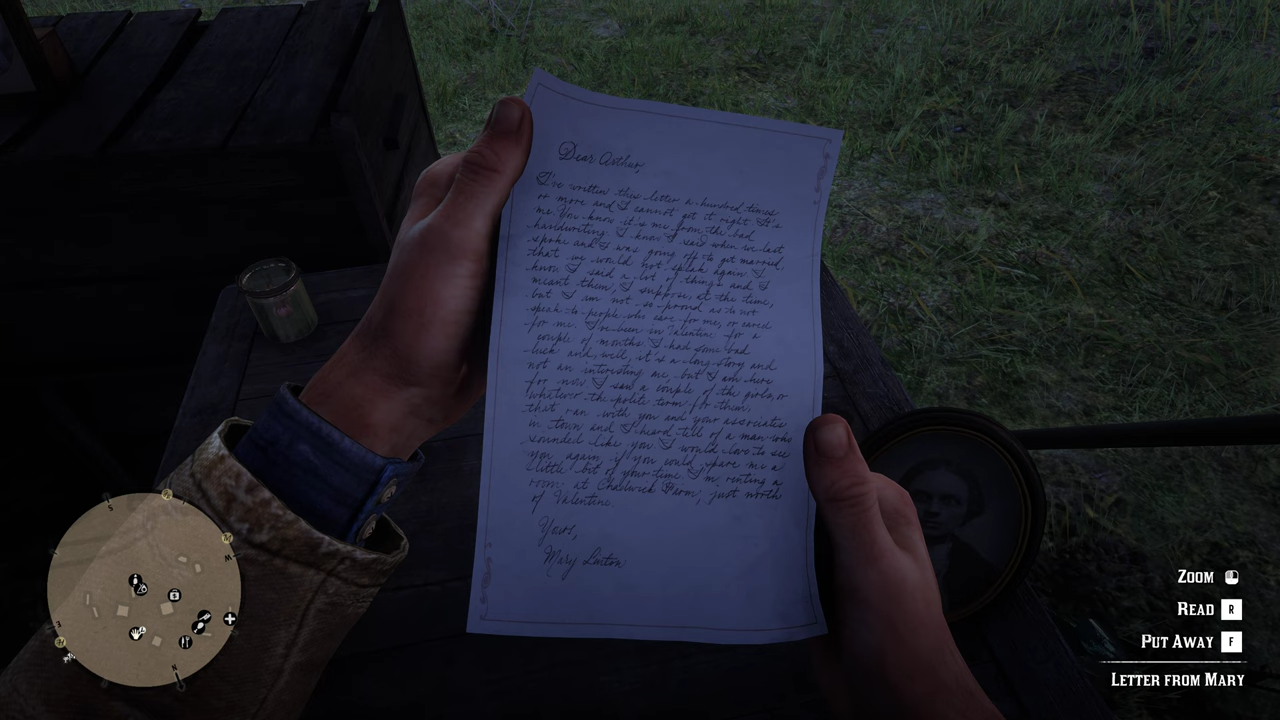 Dear Arthur,
I've written this letter a hundred times
or more and I cannot get it right. It's
me. You know it is me from the bad
handwriting. I know I said when we last
spoke and I was going off to get married,
that we would not speak again. I
know I said a lot of things and I
meant them, I suppose, at the time,
but I am not so proud as to not
speak to people who care for me, or cared
for me. I've been in Valentine for a
couple of months. I had some bad
luck and, well, it's a long story and
not an interesting one, but I am here
for now. I saw a couple of the girls, or
whatever the polite term for them,
that ran with you and your associates
in town and I heard tell of a man who
sounded like you. I would love to see
you again, if you could spare me a
little bit of your time. I'm renting a
room at Chadwick Farm, just north
of Valentine.
Yours,
Mary Linton
S
W
E
N
ZOOM
READ R
PUT AWAY F
LETTER FROM MARY